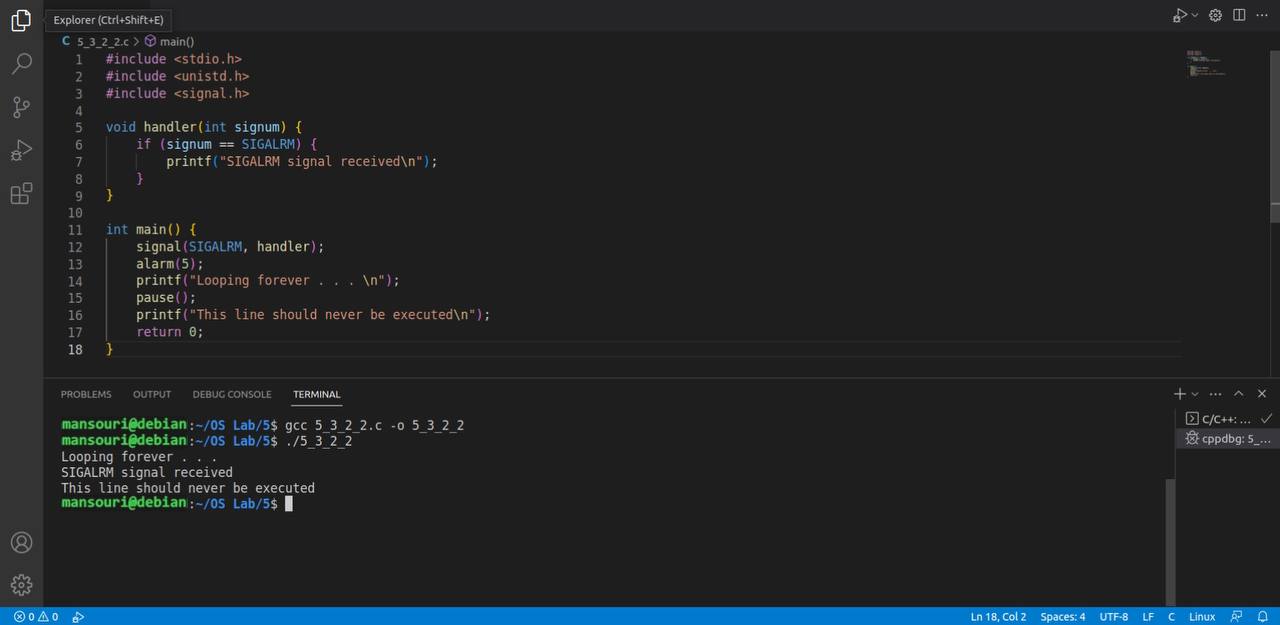 Explorer (Ctrl+Shift+E)
C 5_3_2_2.c > main()
1 #include <stdio.h>
2 #include <unistd.h>
3 #include <signal.h>
4
5 void handler(int signum) {
6 if (signum == SIGALRM) {
7 printf("SIGALRM signal received\n");
8 }
9 }
10
11 int main() {
12 signal(SIGALRM, handler);
13 alarm(5);
14 printf("Looping forever . . . \n");
15 pause();
16 printf("This line should never be executed\n");
17 return 0;
18 }
PROBLEMS OUTPUT DEBUG CONSOLE TERMINAL
mansouri@debian:~/OS Lab/5$ gcc 5_3_2_2.c -o 5_3_2_2
mansouri@debian:~/OS Lab/5$ ./5_3_2_2
Looping forever . . .
SIGALRM signal received
This line should never be executed
mansouri@debian:~/OS Lab/5$
C/C++: ...
cppdbg: 5_...
0 0 Ln 18, Col 2 Spaces: 4 UTF-8 LF C Linux